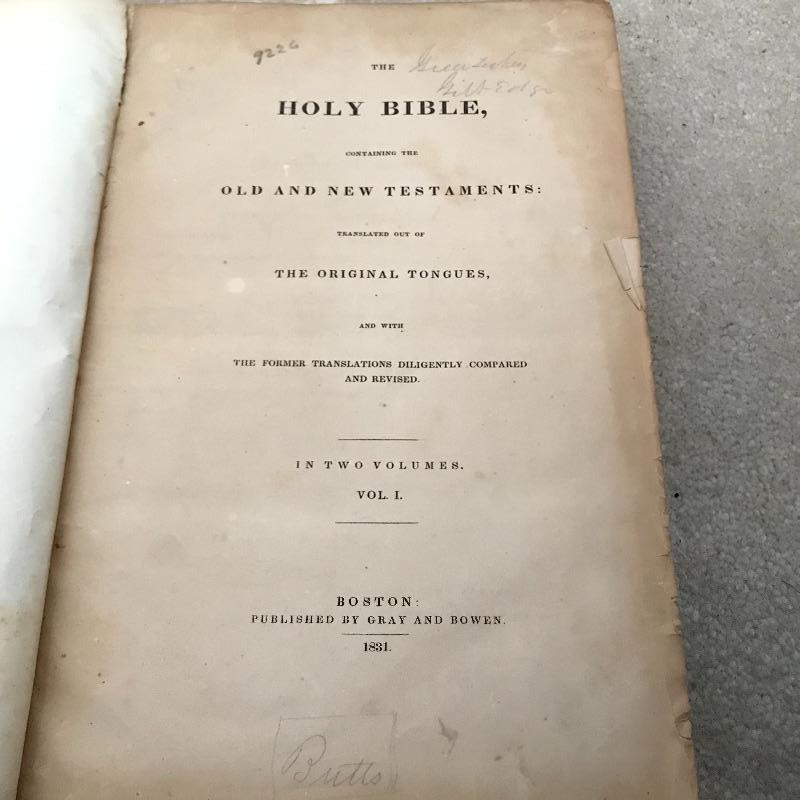 9226
THE
HOLY BIBLE,
CONTAINING THE
OLD AND NEW TESTAMENTS:
TRANSLATED OUT OF
THE ORIGINAL TONGUES,
AND WITH
THE FORMER TRANSLATIONS DILIGENTLY COMPARED
AND REVISED.
IN TWO VOLUMES.
VOL. I.
BOSTON:
PUBLISHED BY GRAY AND BOWEN.
1831.
Butts